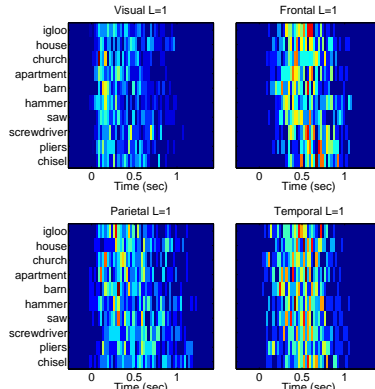 Visual L=1
Frontal L=1
igloo
house
church
apartment
barn
hammer
saw
screwdriver
pliers
chisel
0 0.5 1
Time (sec)
0 0.5 1
Time (sec)
Parietal L=1
Temporal L=1
igloo
house
church
apartment
barn
hammer
saw
screwdriver
pliers
chisel
0 0.5 1
Time (sec)
0 0.5 1
Time (sec)